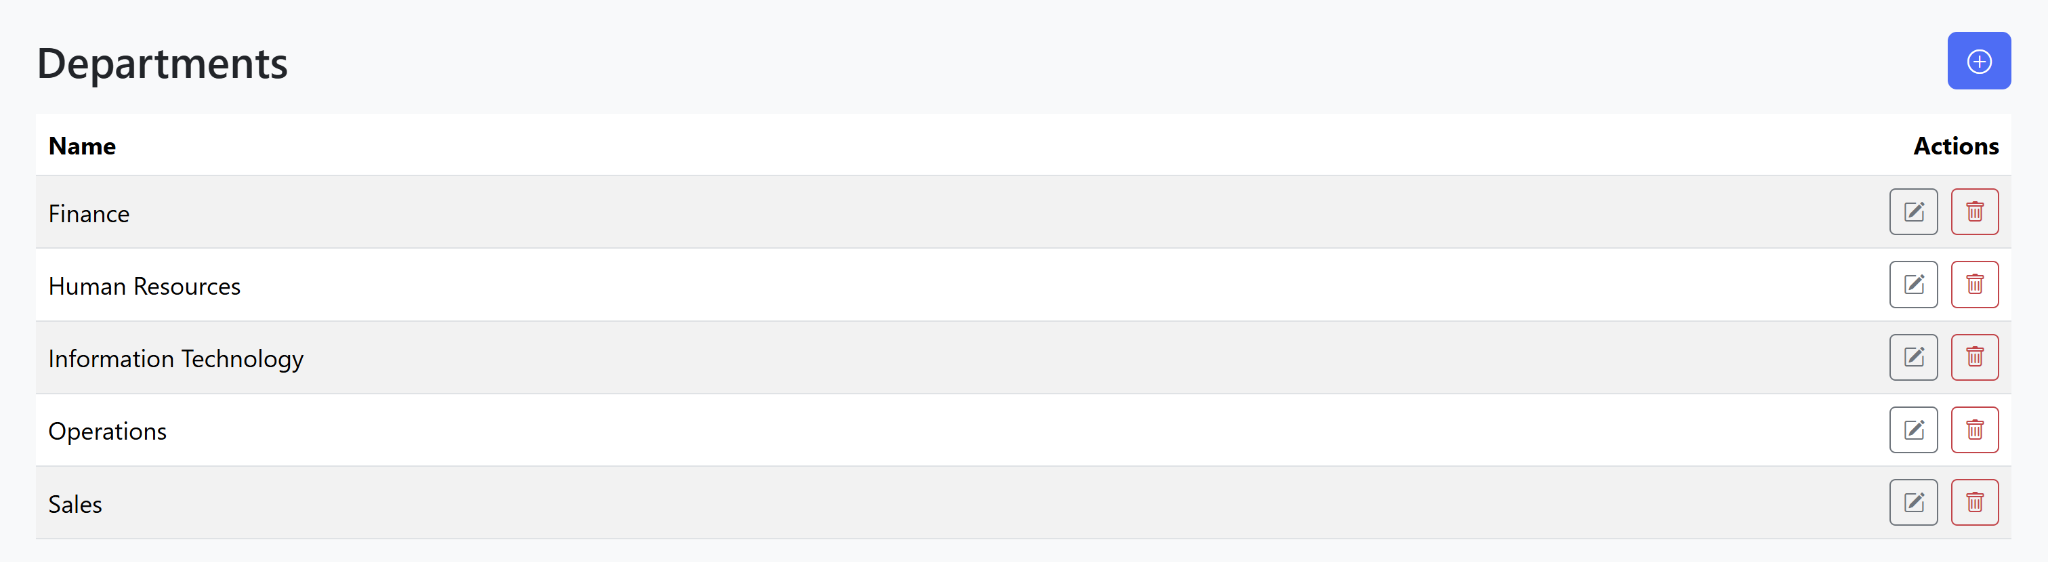 Departments
Name Actions
Finance
Human Resources
Information Technology
Operations
Sales